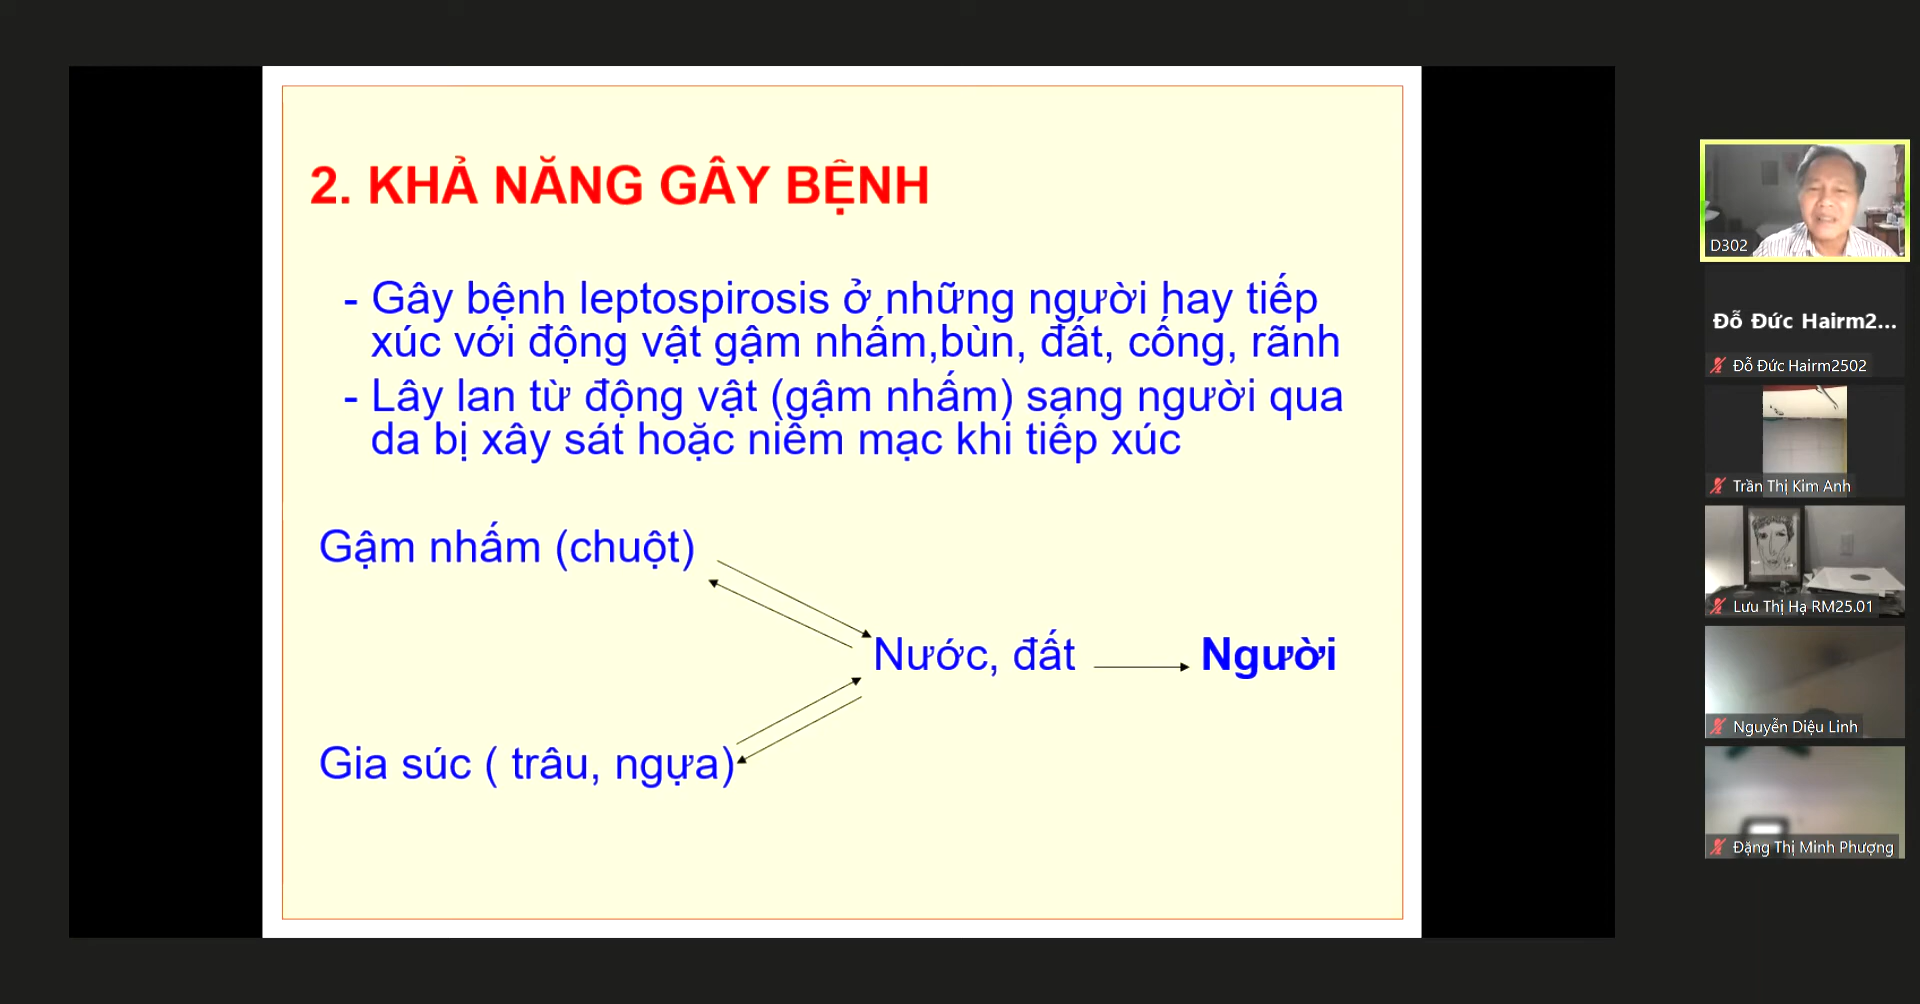 2. KHẢ NĂNG GÂY BỆNH
- Gây bệnh leptospirosis ở những người hay tiếp
xúc với động vật gậm nhấm,bùn, đất, cống, rãnh
- Lây lan từ động vật (gậm nhấm) sang người qua
da bị xây sát hoặc niêm mạc khi tiếp xúc
Gậm nhấm (chuột)
Nước, đất
Người
Gia súc ( trâu, ngựa)
D302
Đỗ Đức Hairm2...
Đỗ Đức Hairm2502
Trần Thị Kim Anh
Lưu Thị Hạ RM25.01
Nguyễn Diệu Linh
Đặng Thị Minh Phượng